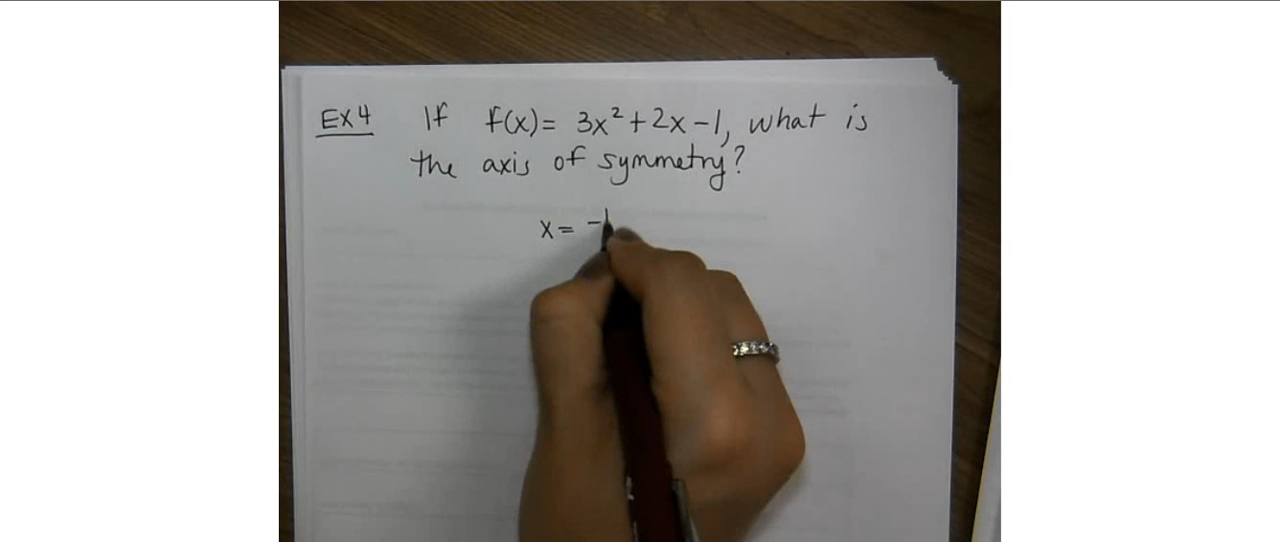 Ex 4 If f(x) = 3x² + 2x - 1, what is
the axis of symmetry?
x = -